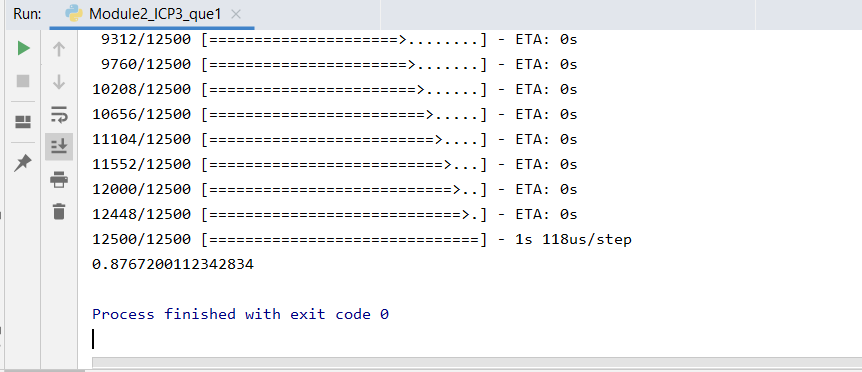 Run: Module2_ICP3_que1
9312/12500 [=====================>........] - ETA: 0s
9760/12500 [======================>.......] - ETA: 0s
10208/12500 [=======================>......] - ETA: 0s
10656/12500 [========================>.....] - ETA: 0s
11104/12500 [=========================>....] - ETA: 0s
11552/12500 [==========================>...] - ETA: 0s
12000/12500 [===========================>..] - ETA: 0s
12448/12500 [============================>.] - ETA: 0s
12500/12500 [==============================] - 1s 118us/step
0.8767200112342834
Process finished with exit code 0